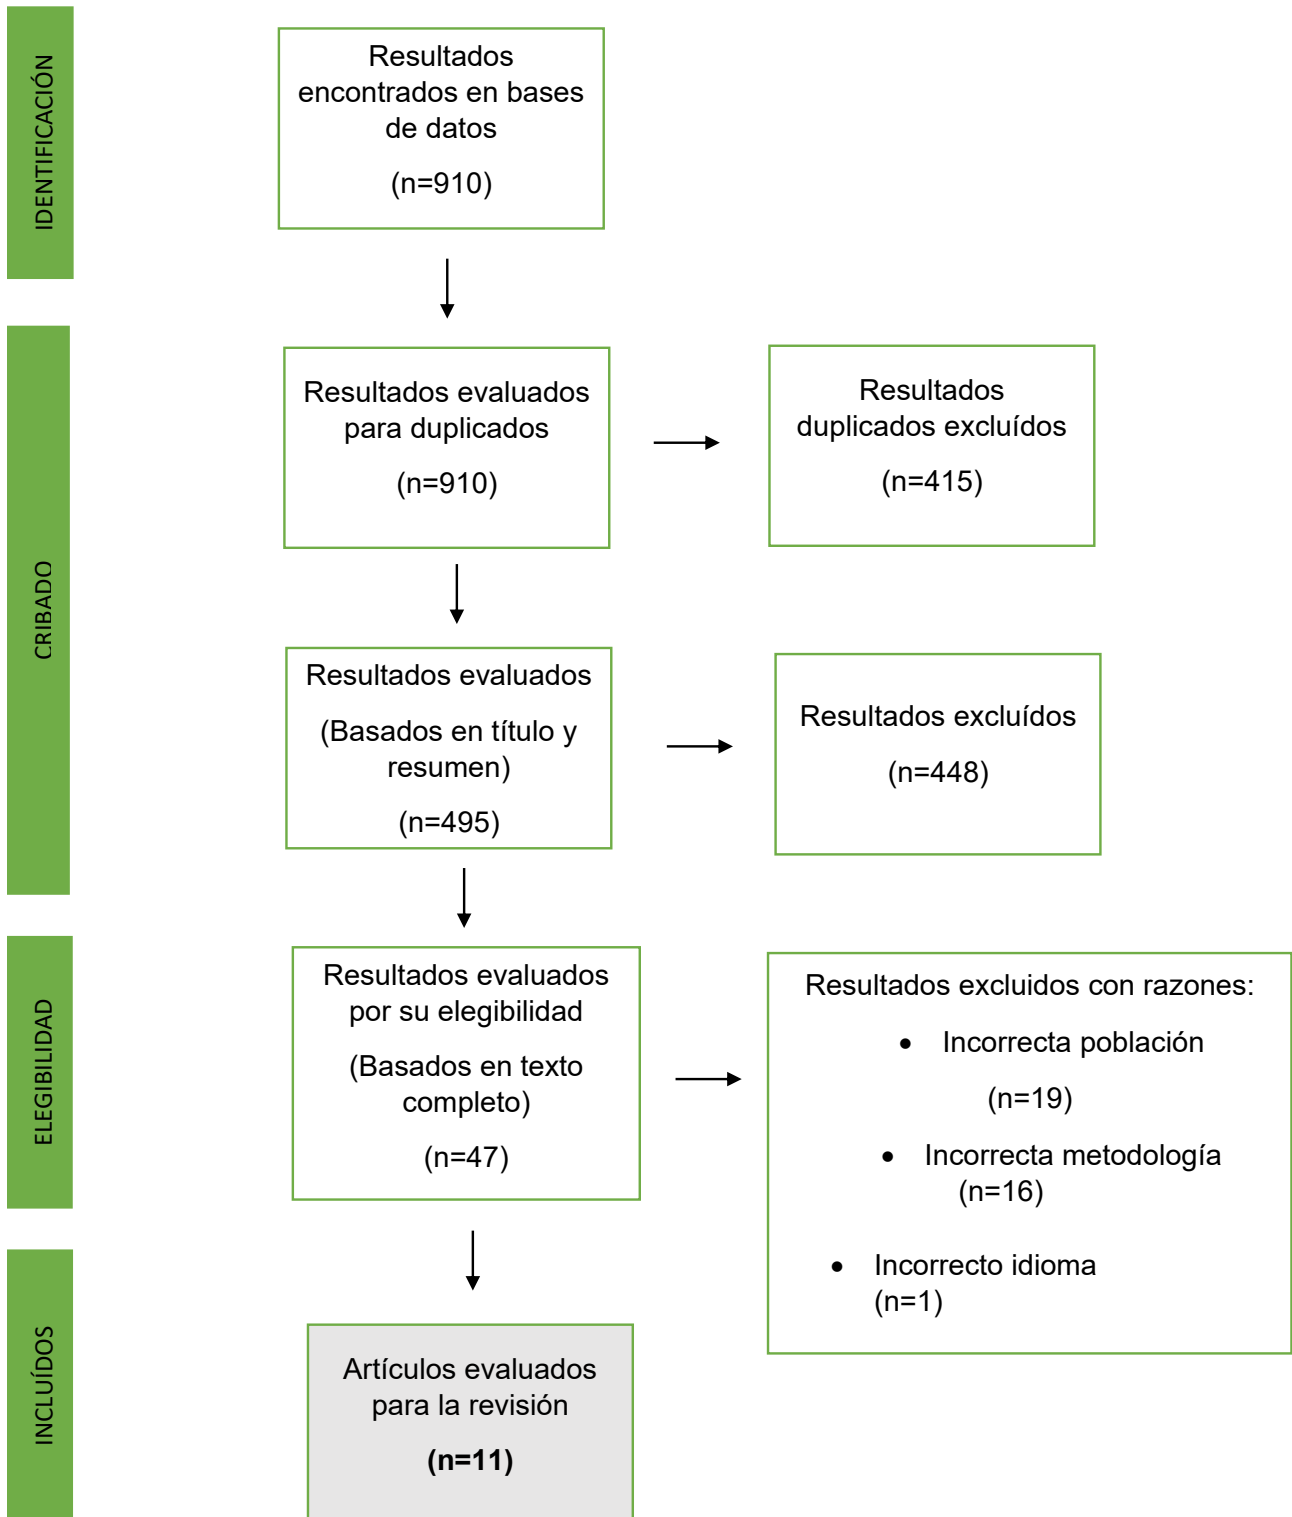 IDENTIFICACIÓN
Resultados
encontrados en bases
de datos
(n=910)
CRIBADO
Resultados evaluados
para duplicados
(n=910)
Resultados
duplicados excluídos
(n=415)
Resultados evaluados
(Basados en título y
resumen)
(n=495)
Resultados excluídos
(n=448)
ELEGIBILIDAD
Resultados evaluados
por su elegibilidad
(Basados en texto
completo)
(n=47)
Resultados excluidos con razones:
• Incorrecta población
(n=19)
• Incorrecta metodología
(n=16)
• Incorrecto idioma
(n=1)
INCLUÍDOS
Artículos evaluados
para la revisión
(n=11)